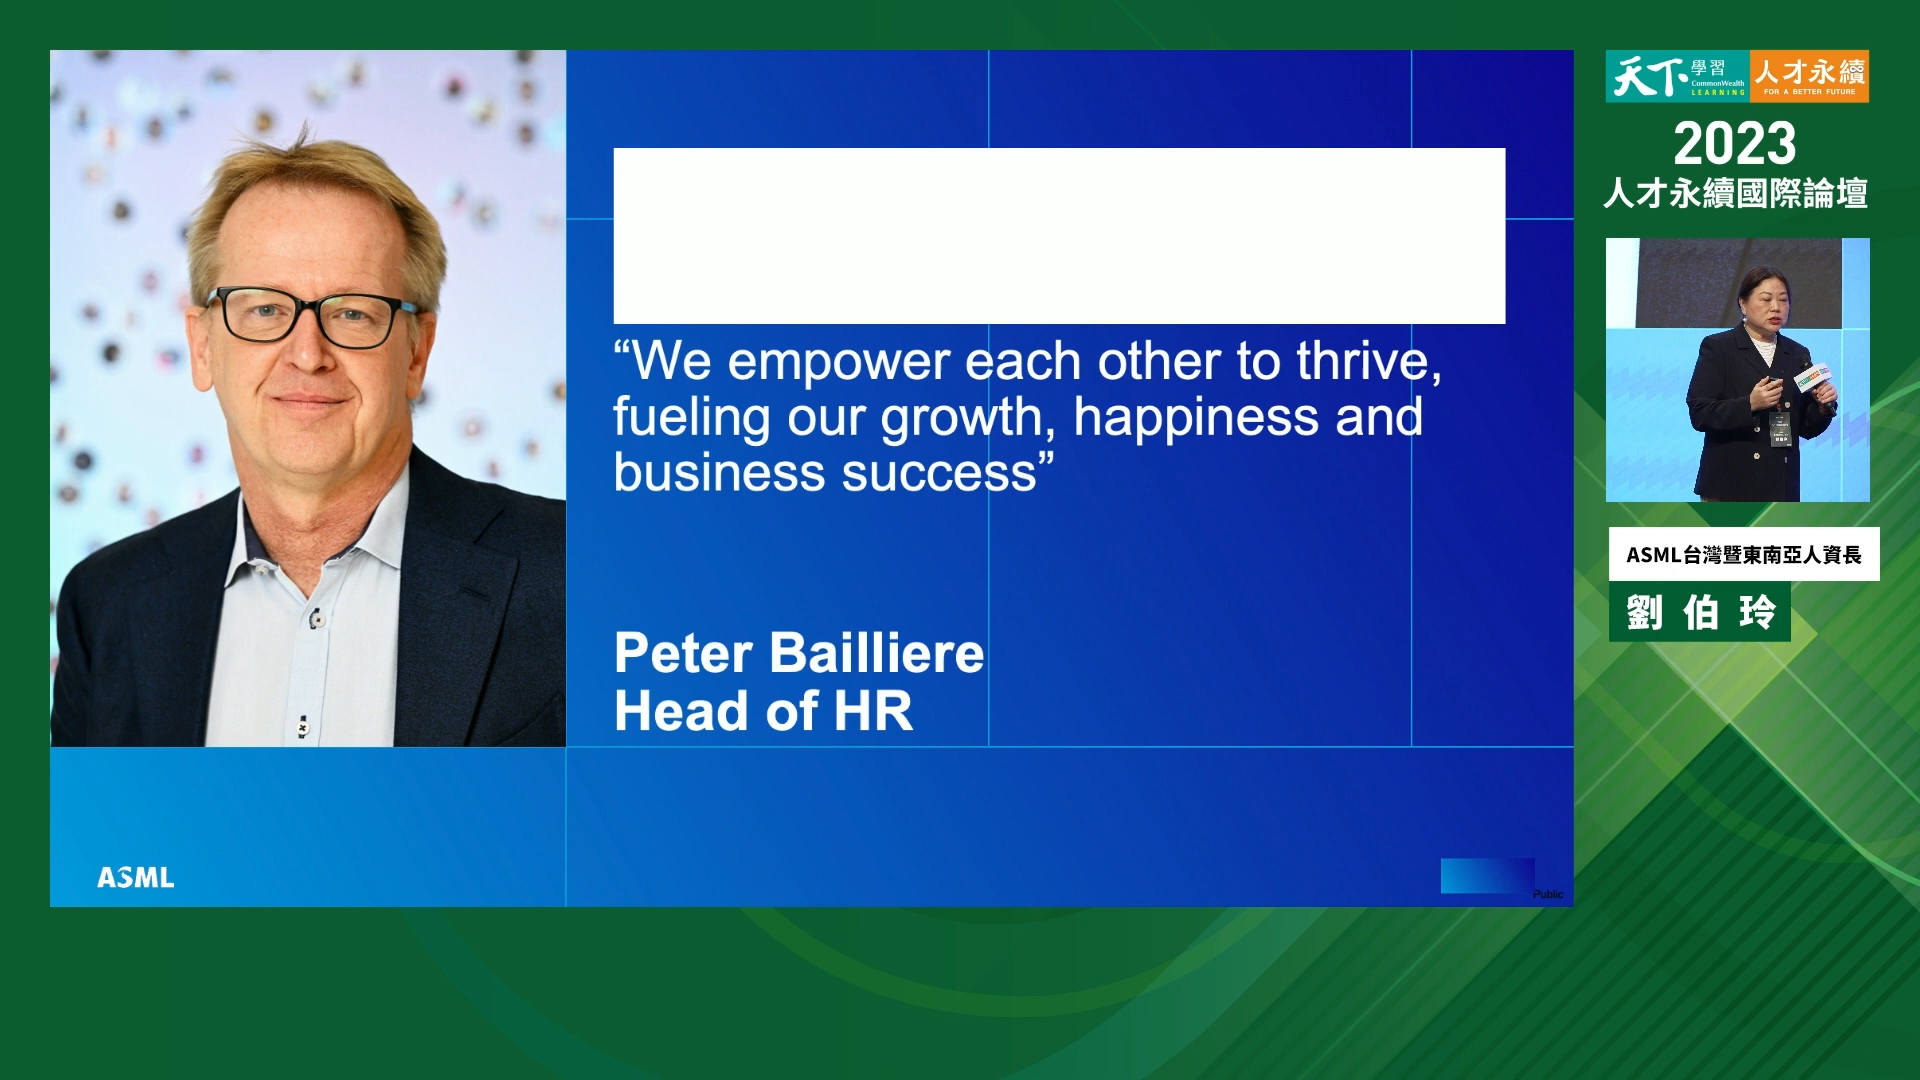 “We empower each other to thrive,
fueling our growth, happiness and
business success”
Peter Bailliere
Head of HR
ASML
Public
天下學習
CommonWealth
LEARNING
人才永續
FOR A BETTER FUTURE
2023
人才永續國際論壇
ASML台灣暨東南亞人資長
劉伯玲